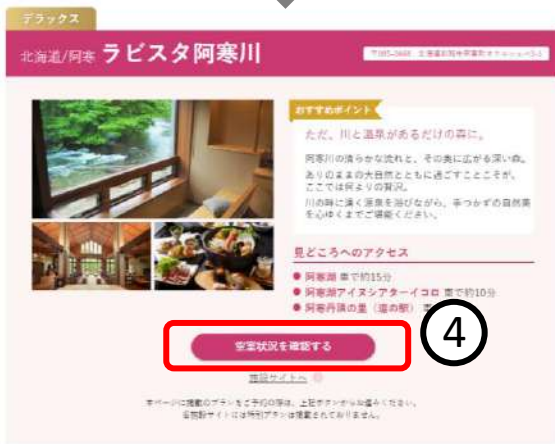 デラックス
北海道/阿寒 ラビスタ阿寒川
おすすめポイント
ただ、川と温泉があるだけの森に。
阿寒川の清らかな流れと、その奥に広がる深い森。
ありのままの大自然とともに過ごすことこそが、
ここでは何よりの贅沢。
川の畔に湧く源泉を浴びながら、手つかずの自然美
を心ゆくまでご堪能ください。
見どころへのアクセス
阿寒湖 車で約15分
阿寒湖アイヌシアターイコロ 車で約10分
阿寒丹頂の里（道の駅）
④
空室状況を確認する
施設サイトへ
本ページに掲載のプランをご予約の際は、上記ボタンからお進みください。
各施設サイトには特別プランは掲載されておりません。